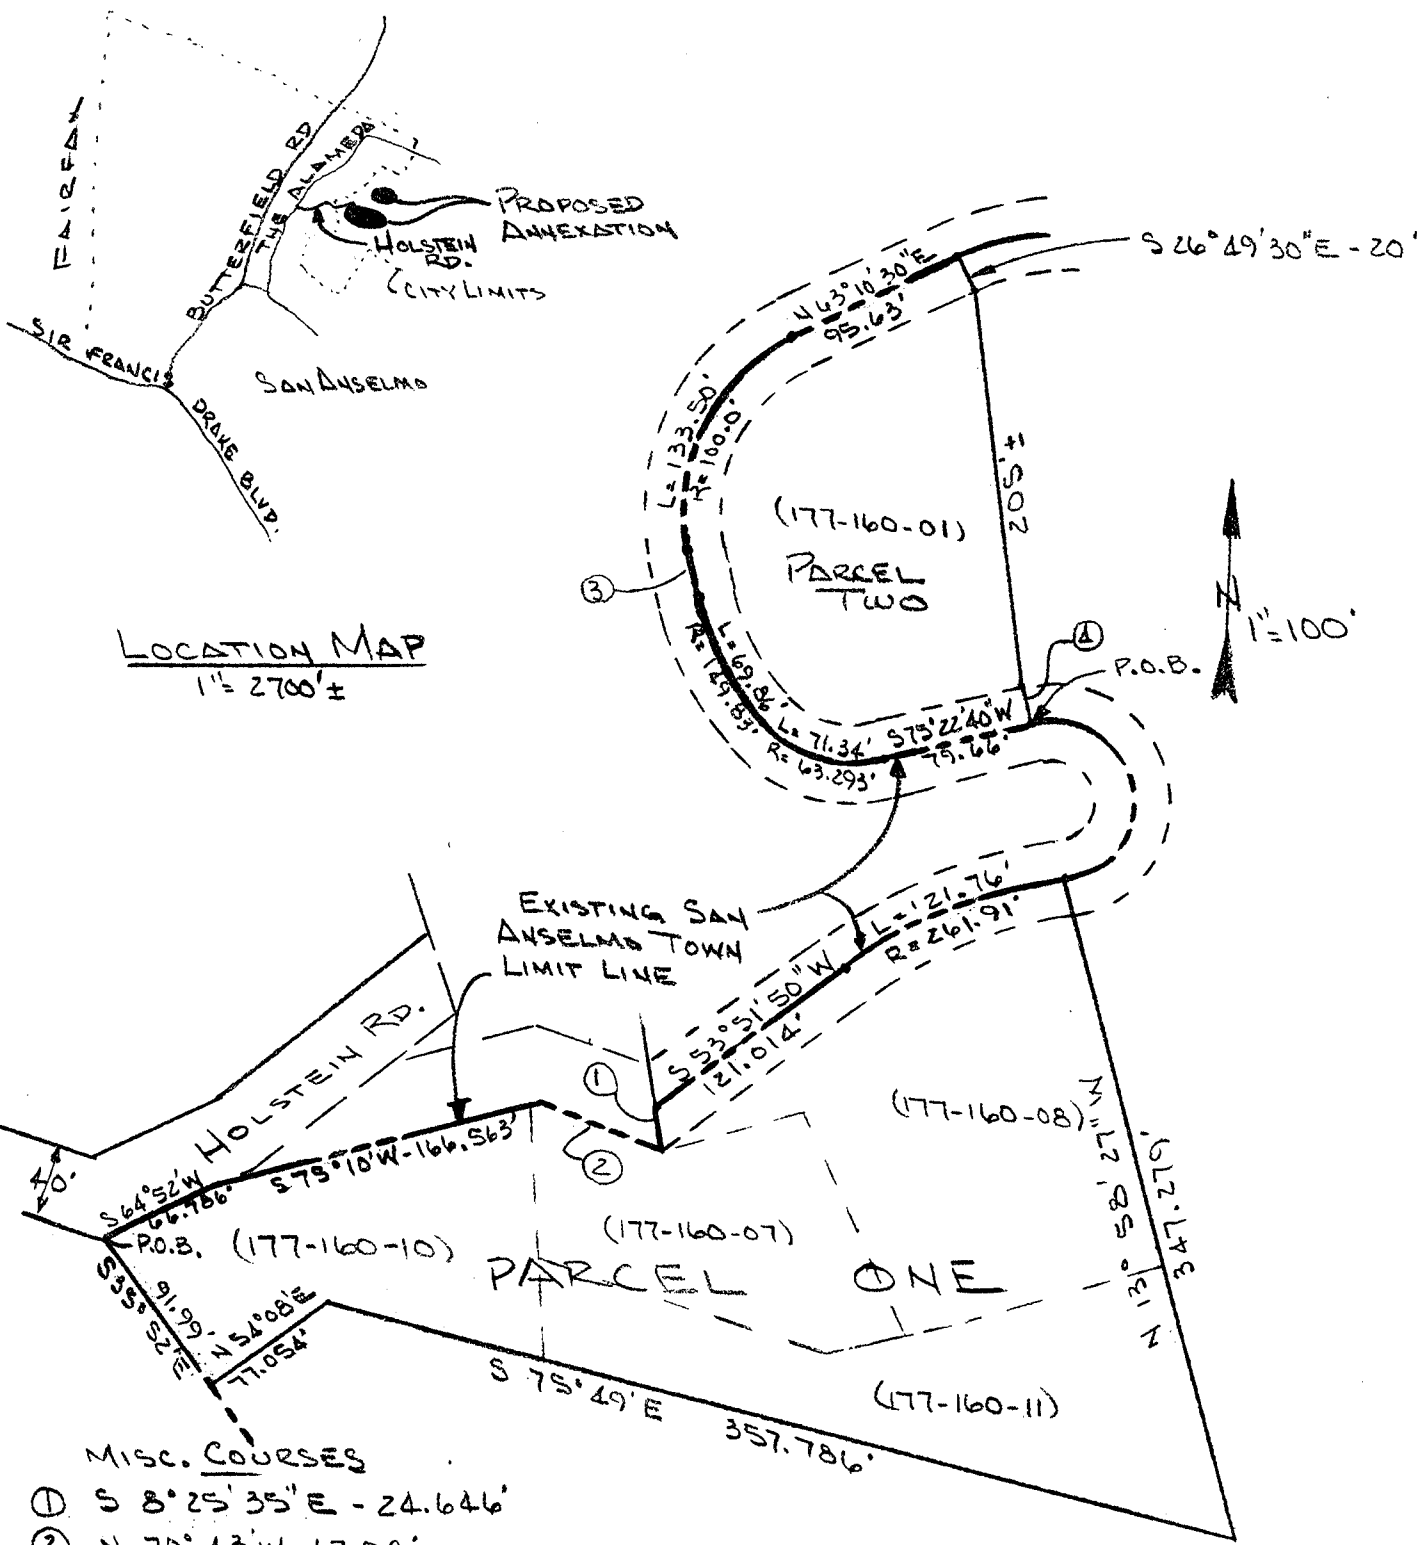 FAIRFAX
BUTTERFIELD RD
THE ALAMEDA
PROPOSED
ANNEXATION
HOLSTEIN
RD.
CITY LIMITS
SIR FRANCIS
DRAKE BLVD.
SAN ANSELMO
LOCATION MAP
1"= 2700'±
S 26°49'30"E - 20'
N 63°10'30"E
95.63'
L= 133.50'
R= 100.0'
205'±
(177-160-01)
PARCEL
TWO
3
N
1"=100'
4
P.O.B.
L= 69.86'
R= 149.83'
L= 71.34'
R= 63.293'
S75°22'40"W
75.66'
EXISTING SAN
ANSELMO TOWN
LIMIT LINE
L= 121.76'
R= 261.91'
S 53°51'50"W
121.014'
HOLSTEIN RD.
40'
1
2
S64°52'W
66.786'
S 75°10'W-166.563'
P.O.B.
(177-160-10)
(177-160-07)
(177-160-08)
PARCEL ONE
N 13° 58' 27" W
347.276'
S35°52'E
91.99'
N 54°08'E
77.054'
S 75°49'E
357.786'
(177-160-11)
MISC. COURSES
① S 8°25'35"E - 24.646'